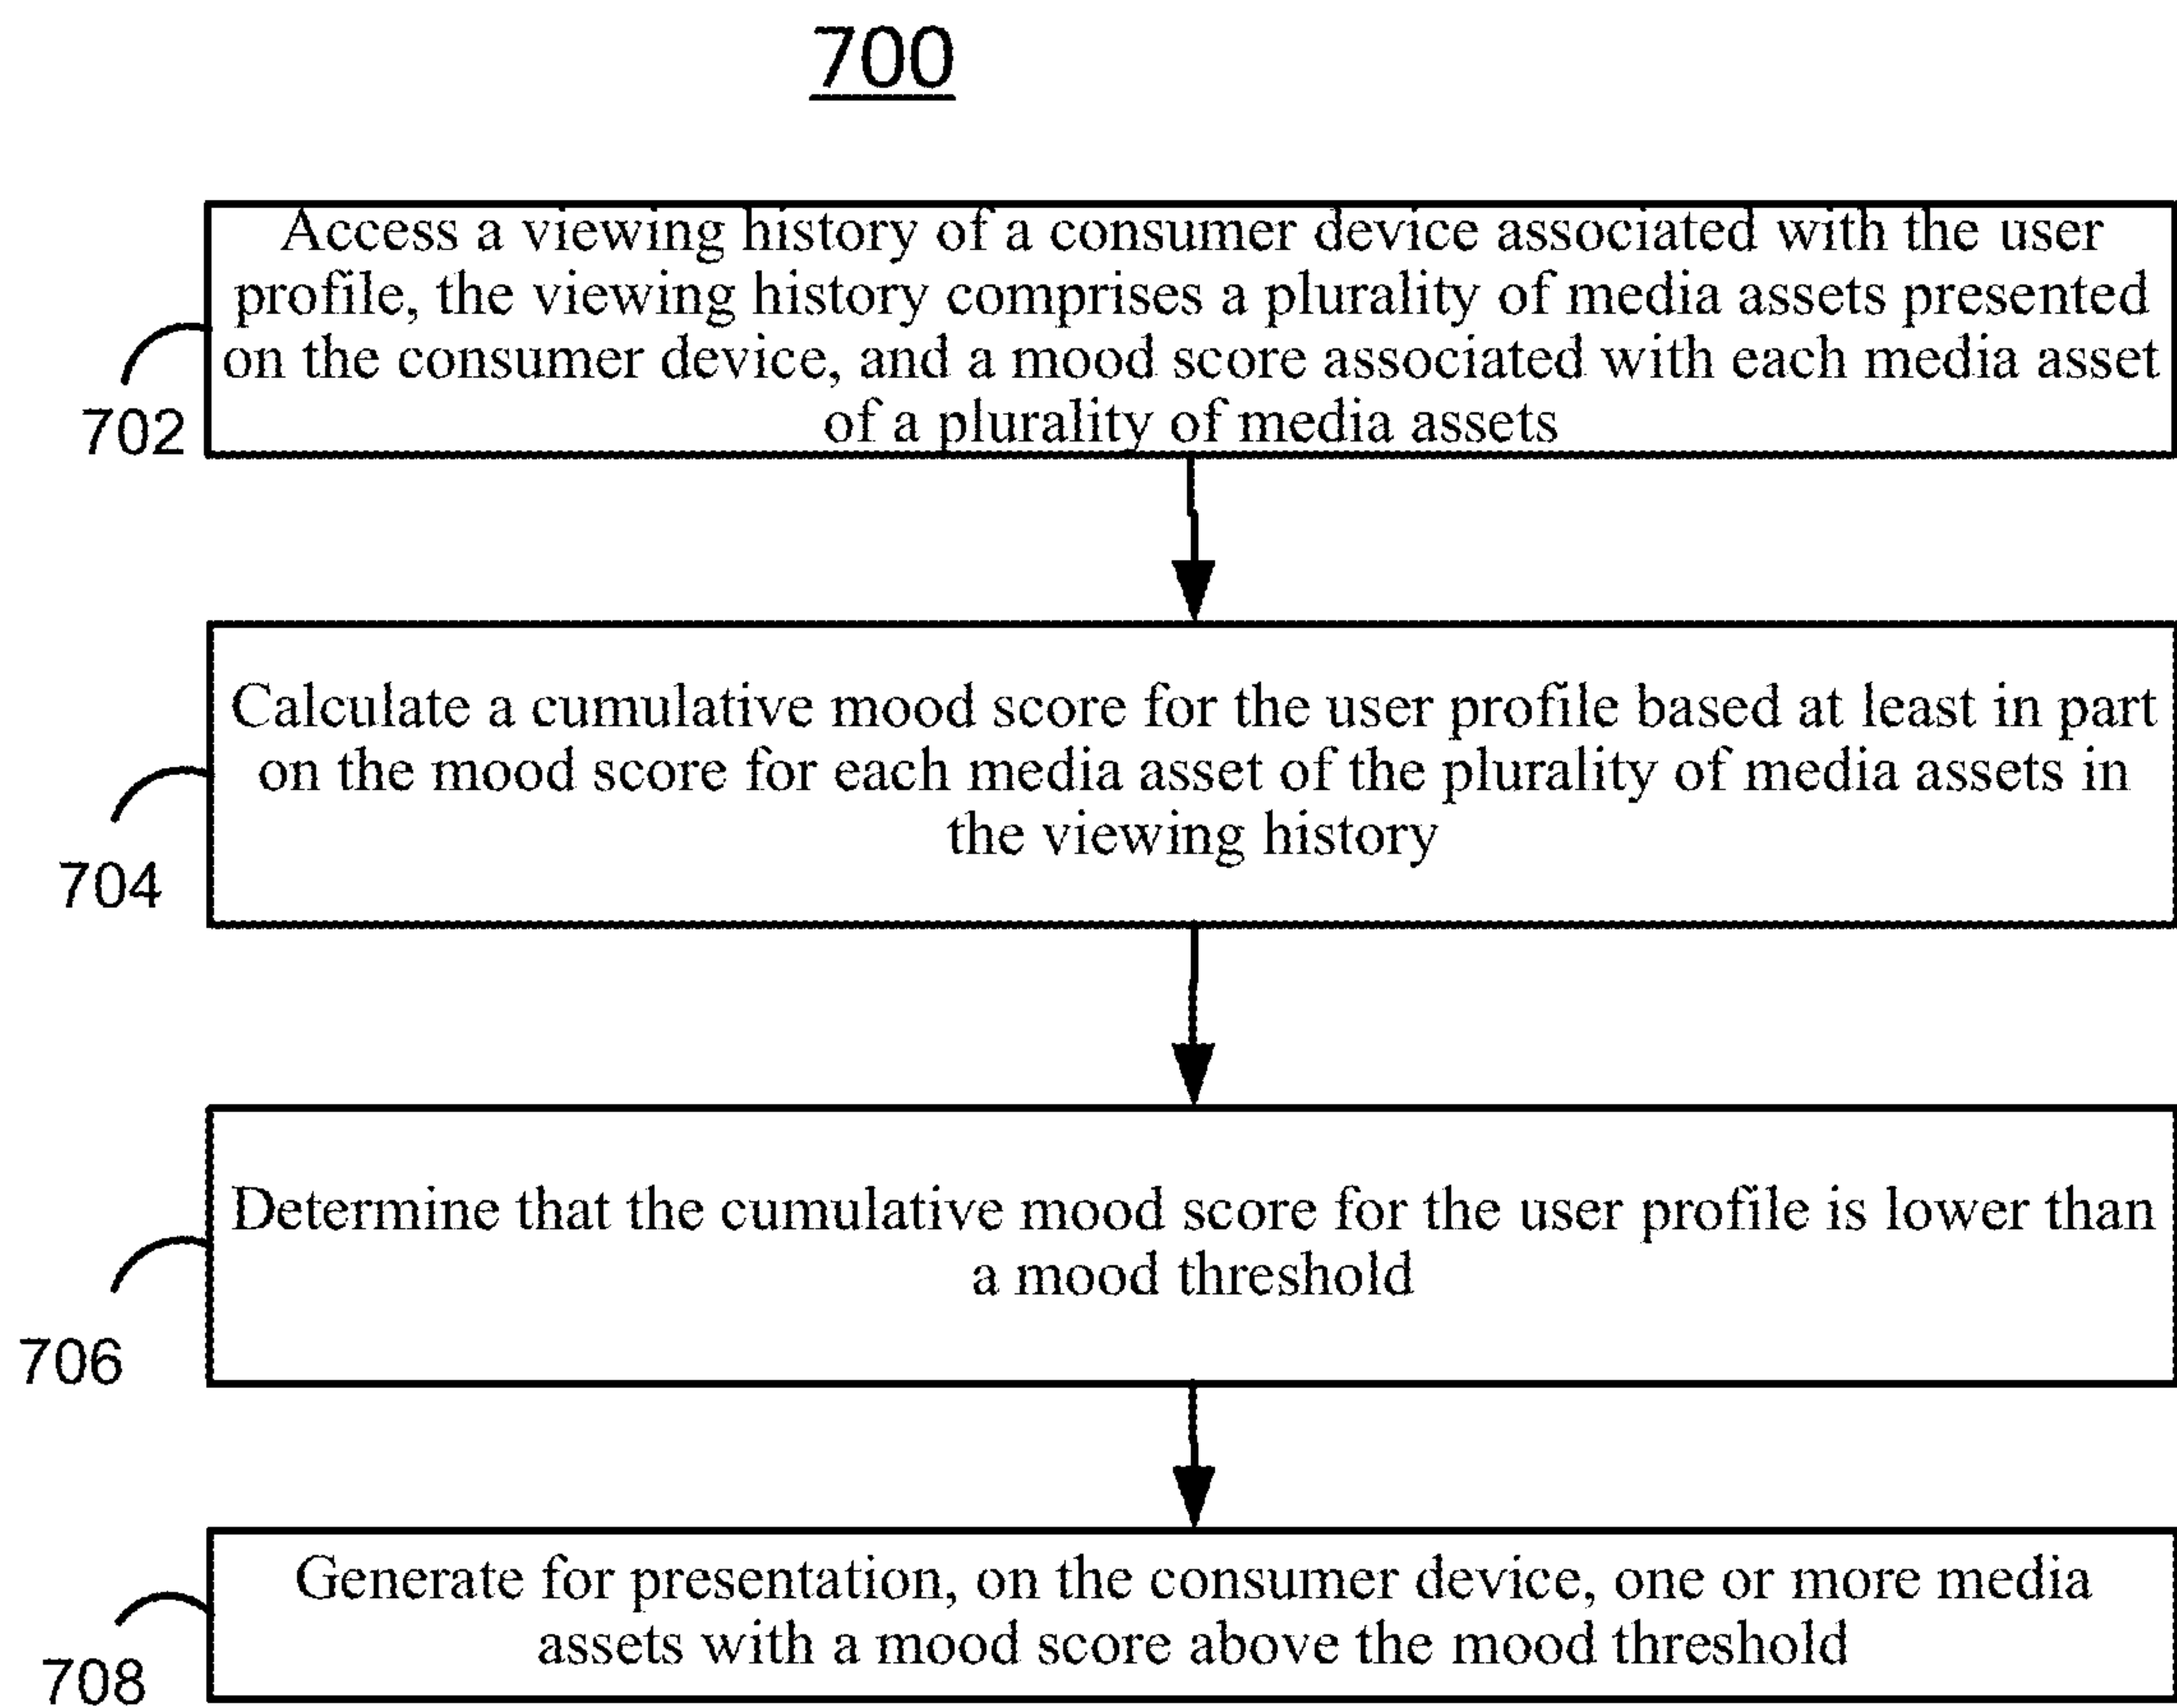 700
Access a viewing history of a consumer device associated with the user
profile, the viewing history comprises a plurality of media assets presented
on the consumer device, and a mood score associated with each media asset
of a plurality of media assets
702
Calculate a cumulative mood score for the user profile based at least in part
on the mood score for each media asset of the plurality of media assets in
the viewing history
704
Determine that the cumulative mood score for the user profile is lower than
a mood threshold
706
Generate for presentation, on the consumer device, one or more media
assets with a mood score above the mood threshold
708